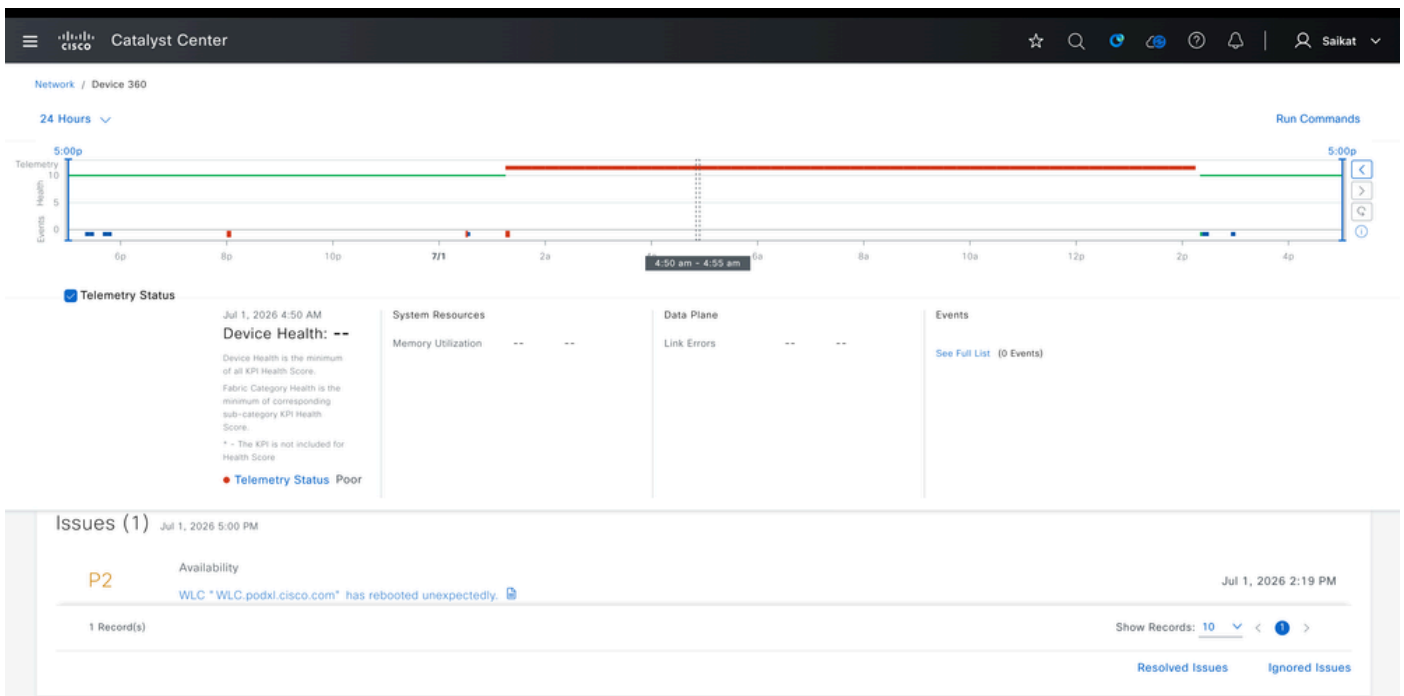 cisco Catalyst Center
Saikat
Network / Device 360
24 Hours
Run Commands
5:00p
5:00p
Telemetry
10
Health
5
Events
0
6p
8p
10p
7/1
2a
6a
8a
10a
12p
2p
4p
4:50 am - 4:55 am
Telemetry Status
Jul 1, 2026 4:50 AM
Device Health: --
Device Health is the minimum
of all KPI Health Score.
Fabric Category Health is the
minimum of corresponding
sub-category KPI Health
Score.
* - The KPI is not included for
Health Score
Telemetry Status Poor
System Resources
Memory Utilization -- --
Data Plane
Link Errors -- --
Events
See Full List (0 Events)
Issues (1) Jul 1, 2026 5:00 PM
P2
Availability
WLC "WLC.podxl.cisco.com" has rebooted unexpectedly.
Jul 1, 2026 2:19 PM
1 Record(s)
Show Records: 10
1
Resolved Issues
Ignored Issues